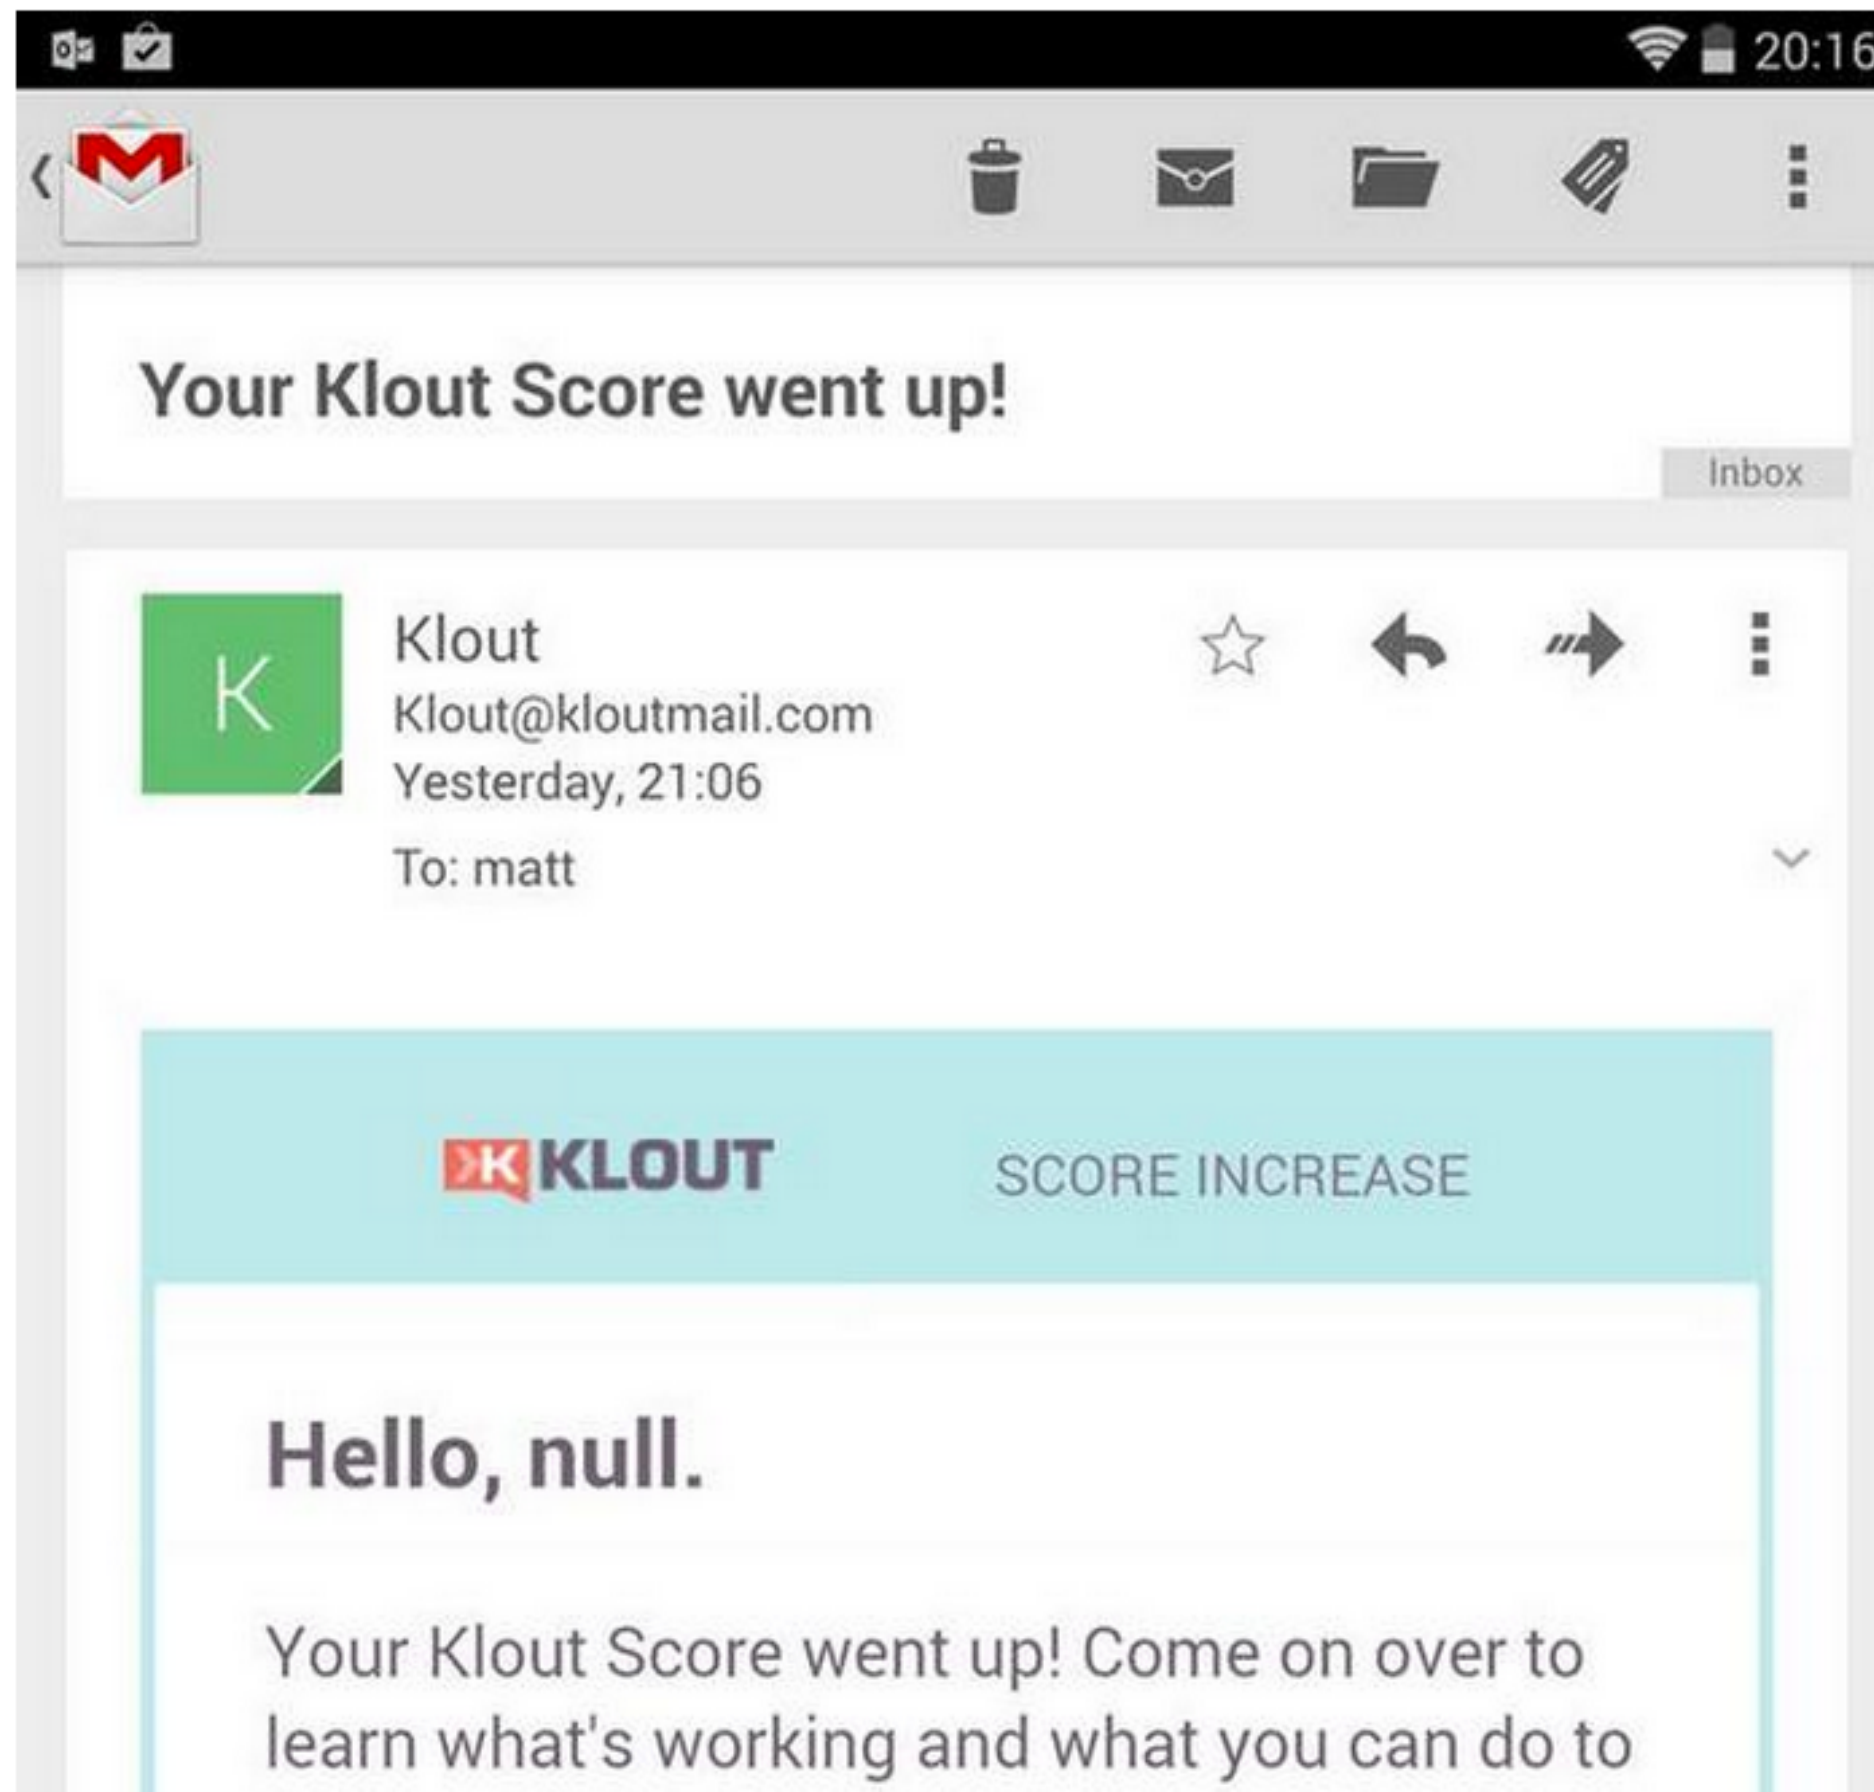 20:16
Your Klout Score went up!
Inbox
K
Klout
Klout@kloutmail.com
Yesterday, 21:06
To: matt
K KLOUT
SCORE INCREASE
Hello, null.
Your Klout Score went up! Come on over to
learn what's working and what you can do to